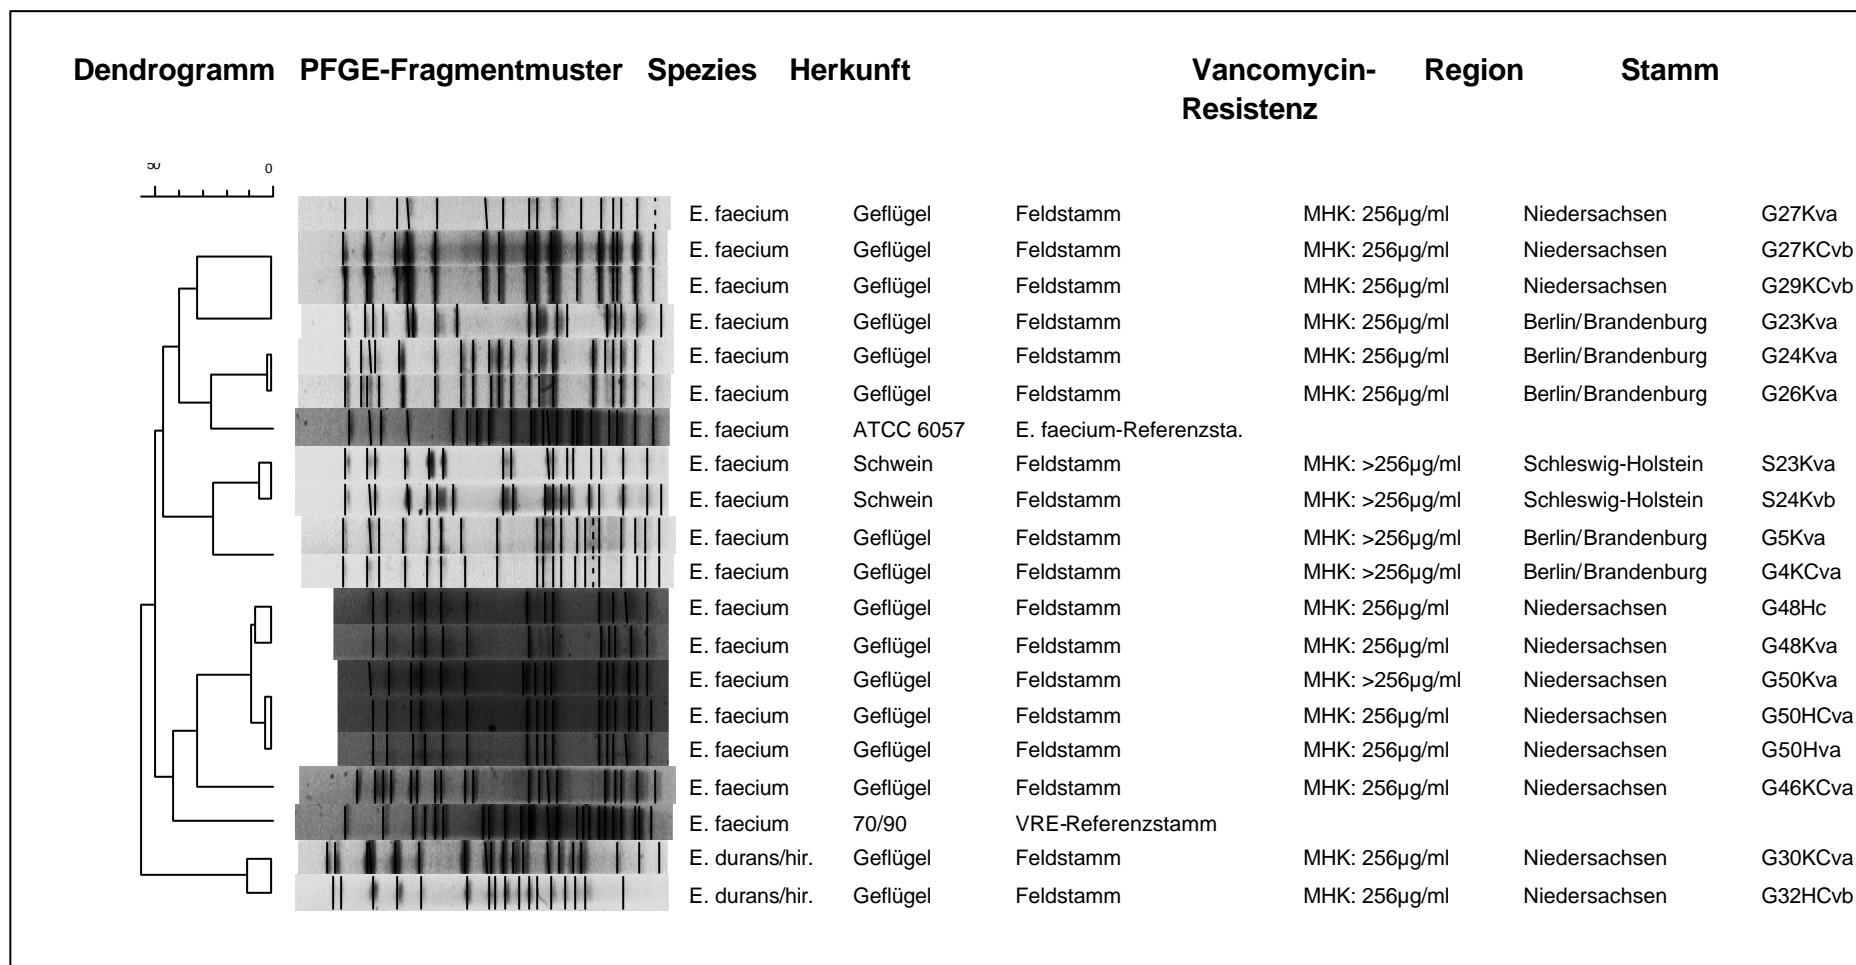 Dendrogramm PFGE-Fragmentmuster Spezies Herkunft Vancomycin- Region Stamm
Resistenz
50 0
E. faecium Geflügel Feldstamm MHK: 256µg/ml Niedersachsen G27Kva
E. faecium Geflügel Feldstamm MHK: 256µg/ml Niedersachsen G27KCvb
E. faecium Geflügel Feldstamm MHK: 256µg/ml Niedersachsen G29KCvb
E. faecium Geflügel Feldstamm MHK: 256µg/ml Berlin/Brandenburg G23Kva
E. faecium Geflügel Feldstamm MHK: 256µg/ml Berlin/Brandenburg G24Kva
E. faecium Geflügel Feldstamm MHK: 256µg/ml Berlin/Brandenburg G26Kva
E. faecium ATCC 6057 E. faecium-Referenzsta.
E. faecium Schwein Feldstamm MHK: >256µg/ml Schleswig-Holstein S23Kva
E. faecium Schwein Feldstamm MHK: >256µg/ml Schleswig-Holstein S24Kvb
E. faecium Geflügel Feldstamm MHK: >256µg/ml Berlin/Brandenburg G5Kva
E. faecium Geflügel Feldstamm MHK: >256µg/ml Berlin/Brandenburg G4KCva
E. faecium Geflügel Feldstamm MHK: 256µg/ml Niedersachsen G48Hc
E. faecium Geflügel Feldstamm MHK: 256µg/ml Niedersachsen G48Kva
E. faecium Geflügel Feldstamm MHK: >256µg/ml Niedersachsen G50Kva
E. faecium Geflügel Feldstamm MHK: 256µg/ml Niedersachsen G50HCva
E. faecium Geflügel Feldstamm MHK: 256µg/ml Niedersachsen G50Hva
E. faecium Geflügel Feldstamm MHK: 256µg/ml Niedersachsen G46KCva
E. faecium 70/90 VRE-Referenzstamm
E. durans/hir. Geflügel Feldstamm MHK: 256µg/ml Niedersachsen G30KCva
E. durans/hir. Geflügel Feldstamm MHK: 256µg/ml Niedersachsen G32HCvb